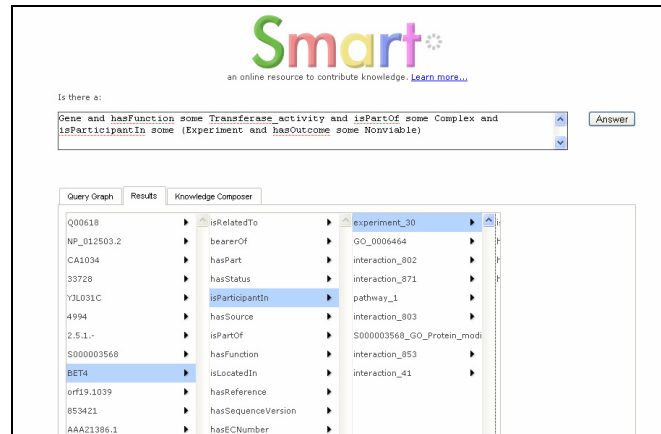 Smart
an online resource to contribute knowledge. Learn more...
Is there a:
Gene and hasFunction some Transferase_activity and isPartOf some Complex and
isParticipantIn some (Experiment and hasOutcome some Nonviable)
Answer
Query Graph Results Knowledge Composer
Q00618 isRelatedTo experiment_30
NP_012503.2 bearerOf GO_0006464
CA1034 hasPart interaction_802
33728 hasStatus interaction_871
YJL031C isParticipantIn pathway_1
4994 hasSource interaction_803
2.5.1.- isPartOf S000003568_GO_Protein_modi
S000003568 hasFunction interaction_853
BET4 isLocatedIn interaction_41
orf19.1039 hasReference
853421 hasSequenceVersion
AAA21386.1 hasECNumber